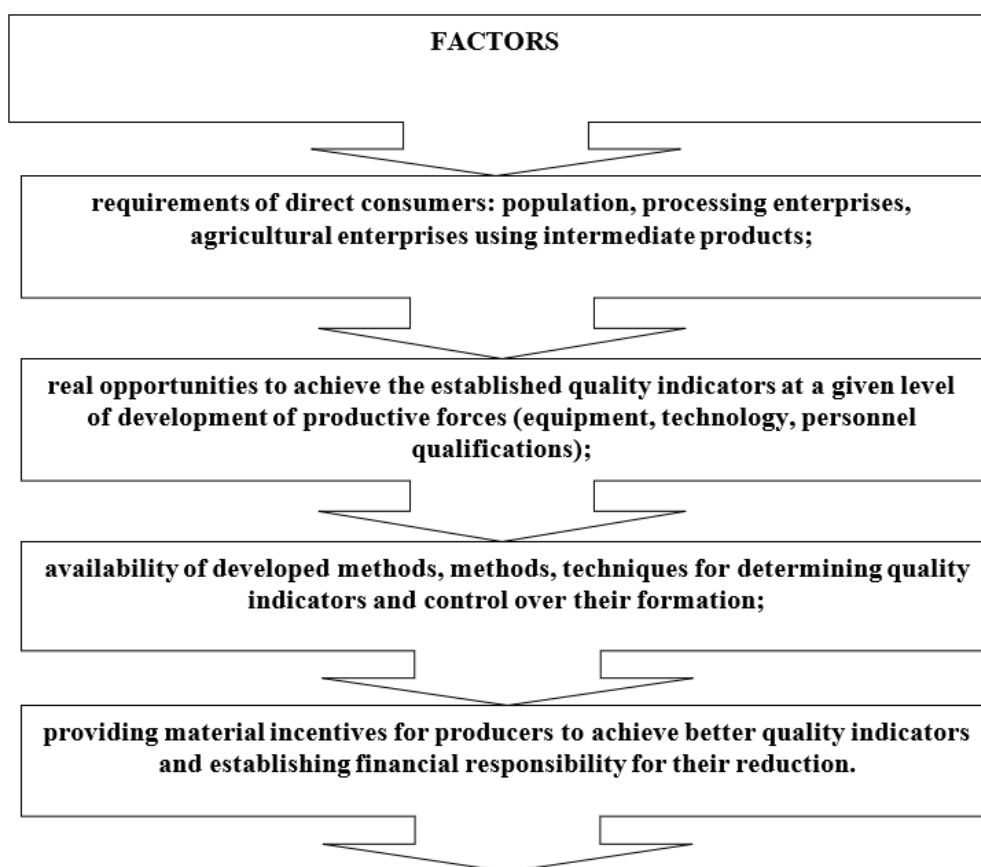 FACTORS
requirements of direct consumers: population, processing enterprises,
agricultural enterprises using intermediate products;
real opportunities to achieve the established quality indicators at a given level
of development of productive forces (equipment, technology, personnel
qualifications);
availability of developed methods, methods, techniques for determining quality
indicators and control over their formation;
providing material incentives for producers to achieve better quality indicators
and establishing financial responsibility for their reduction.